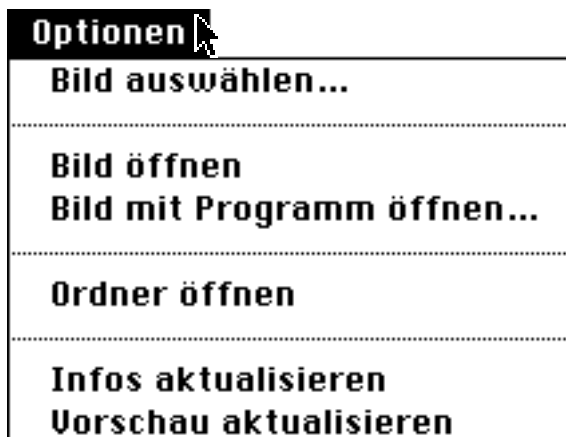 Optionen
Bild auswählen...
Bild öffnen
Bild mit Programm öffnen...
Ordner öffnen
Infos aktualisieren
Vorschau aktualisieren